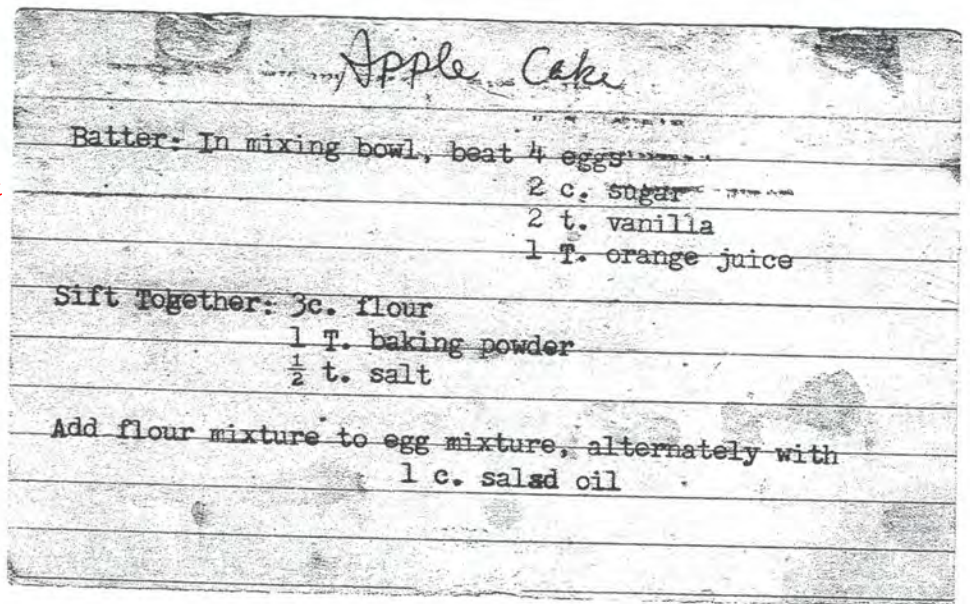 Apple Cake
Batter: In mixing bowl, beat 4 eggs
2 c. sugar
2 t. vanilla
1 T. orange juice
Sift Together: 3c. flour
1 T. baking powder
½ t. salt
Add flour mixture to egg mixture, alternately with
1 c. salad oil